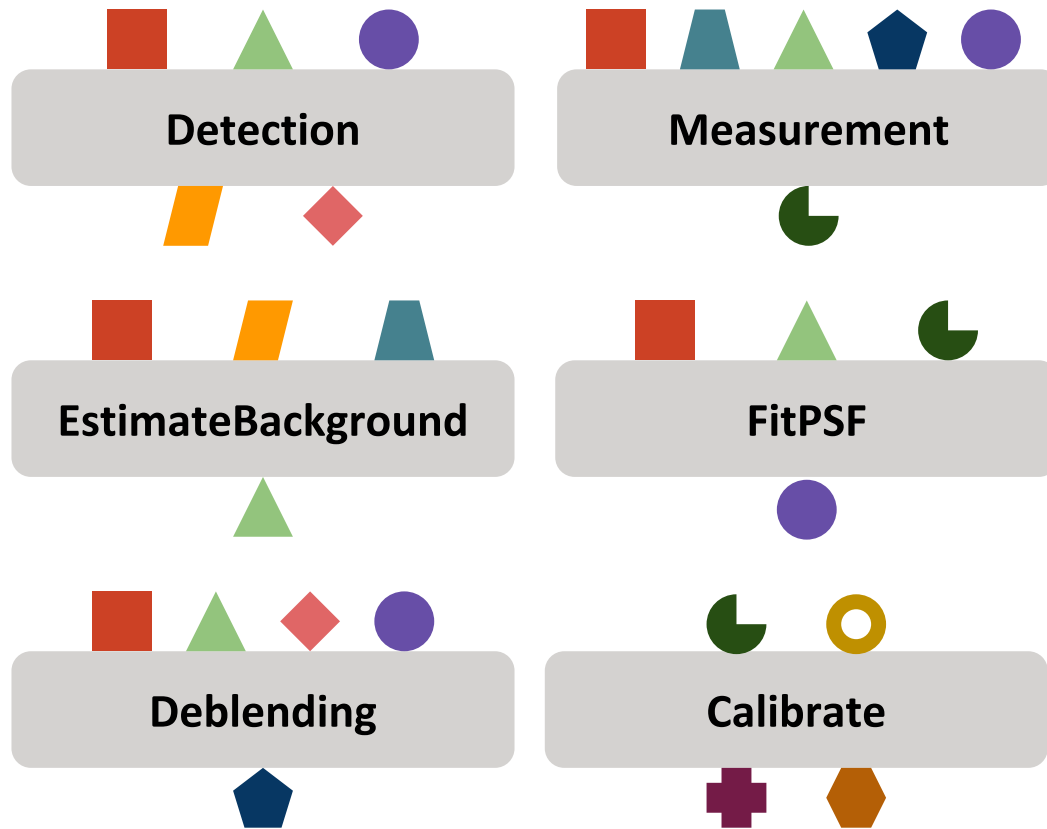 Detection
Measurement
EstimateBackground
FitPSF
Deblending
Calibrate